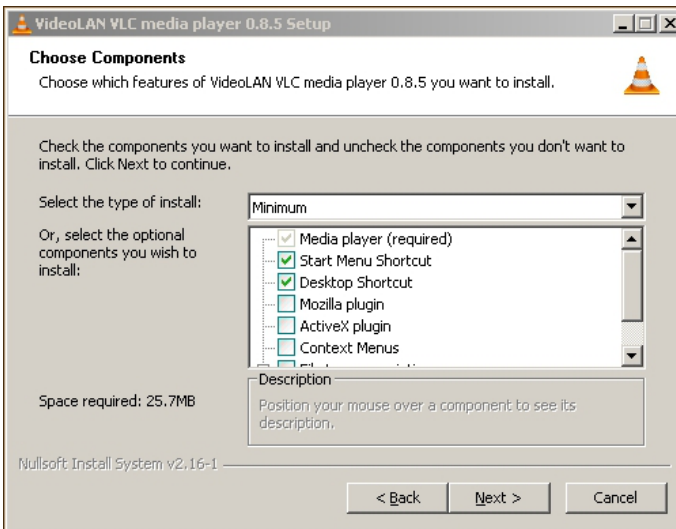 VideoLAN VLC media player 0.8.5 Setup
Choose Components
Choose which features of VideoLAN VLC media player 0.8.5 you want to install.
Check the components you want to install and uncheck the components you don't want to
install. Click Next to continue.
Select the type of install:
Minimum
Or, select the optional
components you wish to
install:
Media player (required)
Start Menu Shortcut
Desktop Shortcut
Mozilla plugin
ActiveX plugin
Context Menus
Space required: 25.7MB
Description
Position your mouse over a component to see its
description.
Nullsoft Install System v2.16-1
< Back
Next >
Cancel